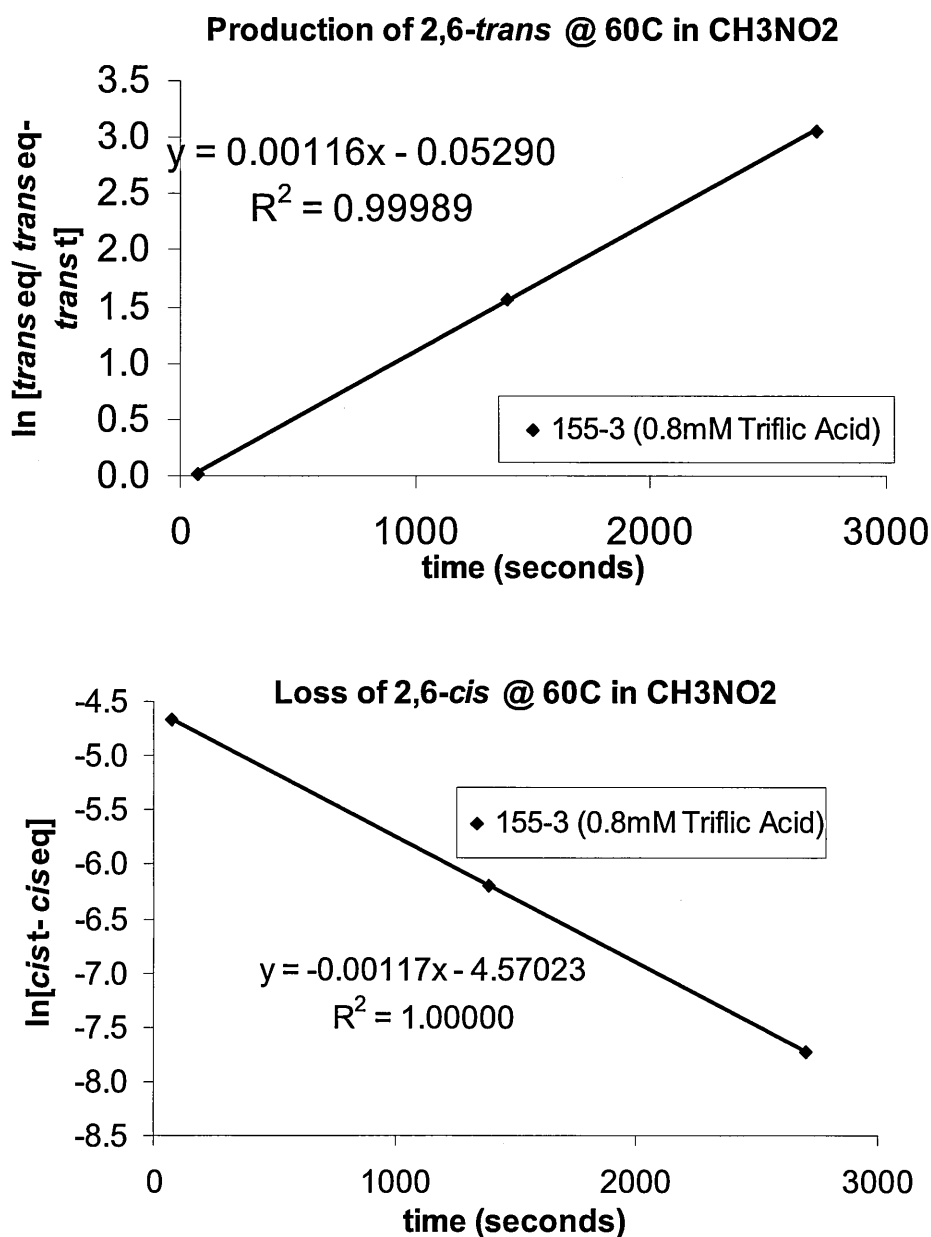 Production of 2,6-trans @ 60C in CH3NO2
3.5
3.0
2.5
2.0
1.5
1.0
0.5
0.0
ln [trans eq/ trans eq-
trans t]
y = 0.00116x - 0.05290
R² = 0.99989
155-3 (0.8mM Triflic Acid)
0 1000 2000 3000
time (seconds)
Loss of 2,6-cis @ 60C in CH3NO2
-4.5
-5.0
-5.5
-6.0
-6.5
-7.0
-7.5
-8.0
-8.5
ln[cis t- cis eq]
155-3 (0.8mM Triflic Acid)
y = -0.00117x - 4.57023
R² = 1.00000
0 1000 2000 3000
time (seconds)